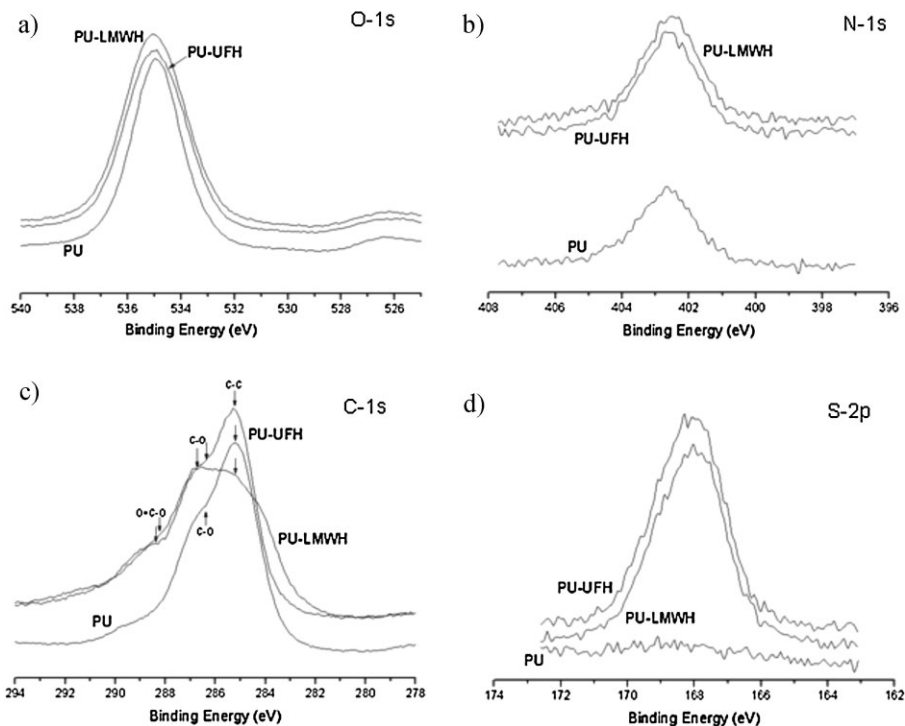 a)
O-1s
PU-LMWH
PU-UFH
PU
540 538 536 534 532 530 528 526
Binding Energy (eV)
b)
N-1s
PU-LMWH
PU-UFH
PU
408 406 404 402 400 398 396
Binding Energy (eV)
c)
C-1s
C-C
C-O
PU-UFH
O=C-O
C-O
PU-LMWH
PU
294 292 290 288 286 284 282 280 278
Binding Energy (eV)
d)
S-2p
PU-UFH
PU-LMWH
PU
174 172 170 168 166 164 162
Binding Energy (eV)